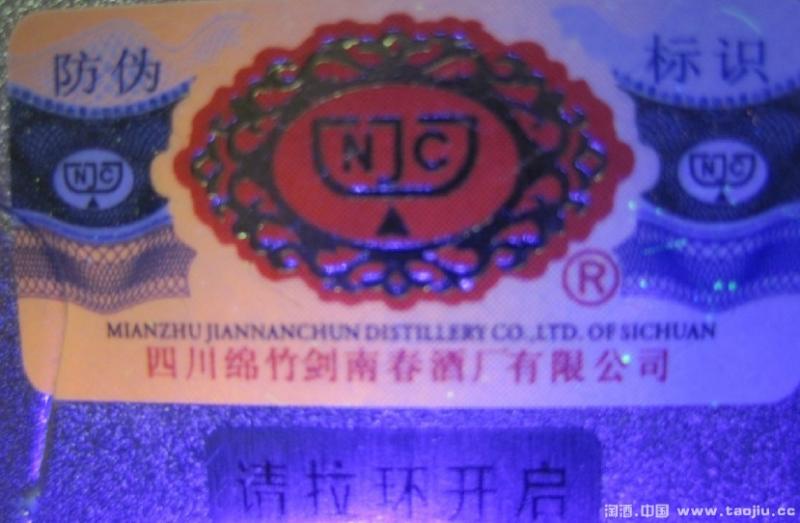 防伪
标识
NJC
NJC
NJC
®
MIANZHU JIANNANCHUN DISTILLERY CO.,LTD. OF SICHUAN
四川绵竹剑南春酒厂有限公司
请拉环开启
淘酒.中国 www.taojiu.cc